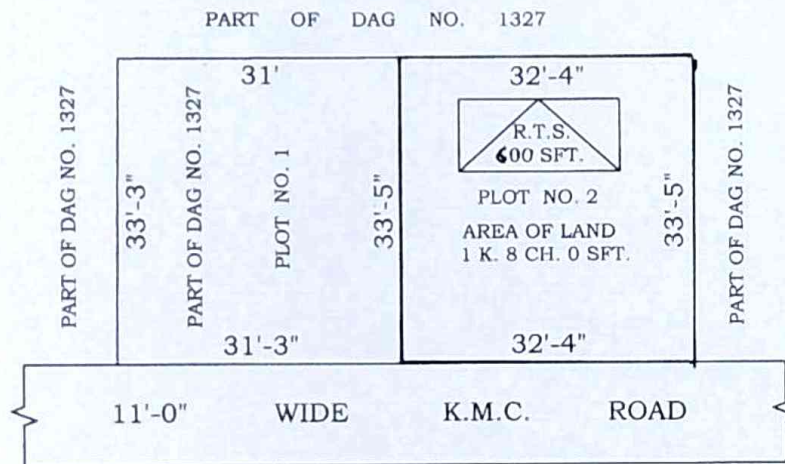 PART OF DAG NO. 1327
31'
32'-4"
PART OF DAG NO. 1327
33'-3"
PART OF DAG NO. 1327
PLOT NO. 1
33'-5"
R.T.S.
600 SFT.
PLOT NO. 2
AREA OF LAND
1 K. 8 CH. 0 SFT.
33'-5"
PART OF DAG NO. 1327
31'-3"
32'-4"
11'-0" WIDE K.M.C. ROAD